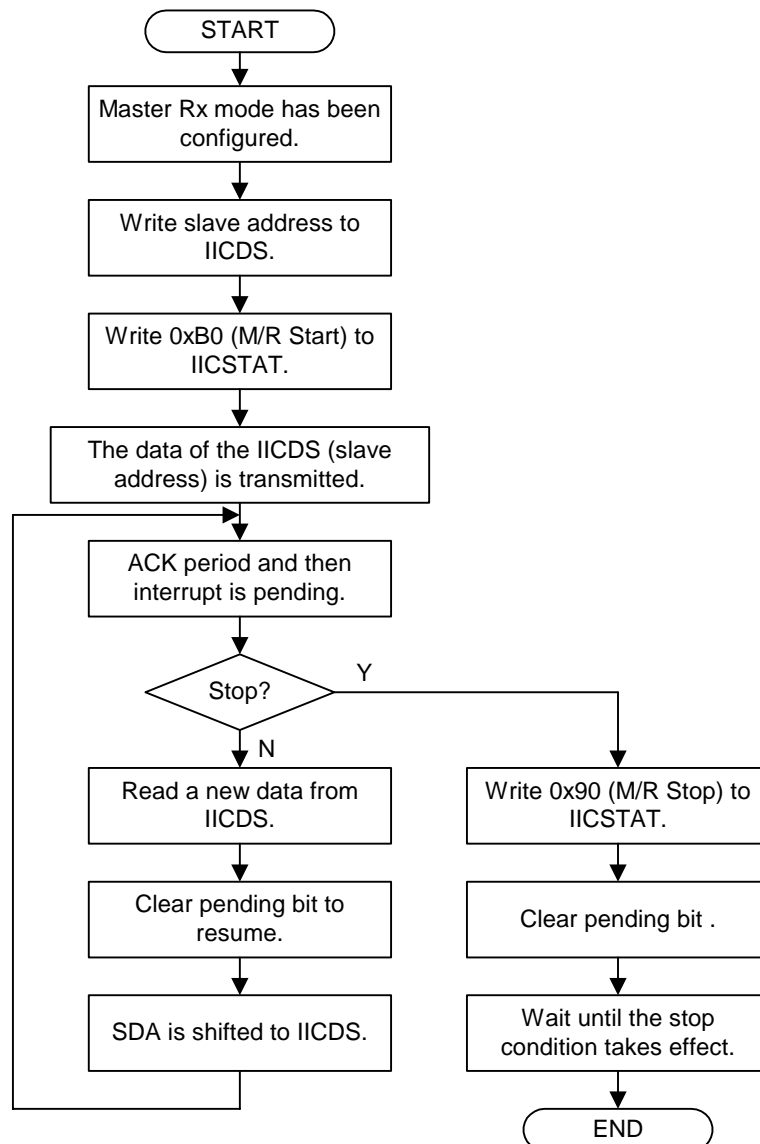 START
Master Rx mode has been
configured.
Write slave address to
IICDS.
Write 0xB0 (M/R Start) to
IICSTAT.
The data of the IICDS (slave
address) is transmitted.
ACK period and then
interrupt is pending.
Stop?
Y
N
Read a new data from
IICDS.
Clear pending bit to
resume.
SDA is shifted to IICDS.
Write 0x90 (M/R Stop) to
IICSTAT.
Clear pending bit .
Wait until the stop
condition takes effect.
END